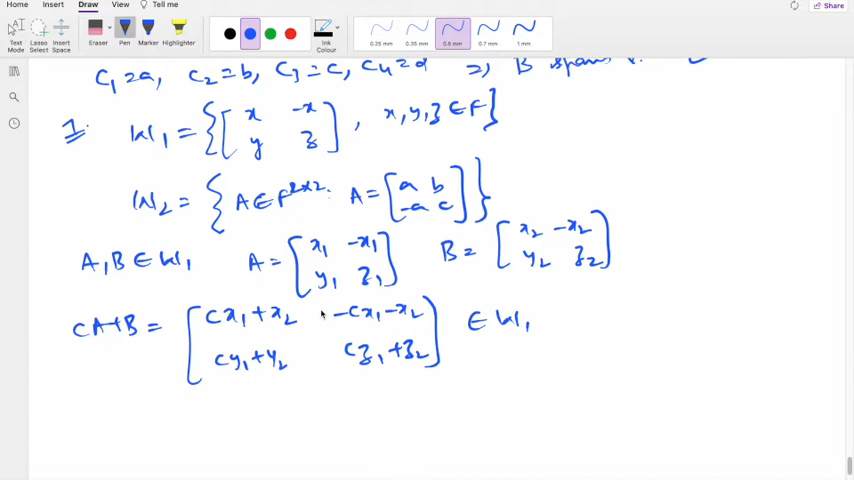 Home Insert Draw View Tell me Share
Text Mode Lasso Select Insert Space Eraser Pen Marker Highlighter Ink Colour 0.25 mm 0.35 mm 0.5 mm 0.7 mm 1 mm
C₁=a, C₂=b, C₃=c, C₄=d ⇒ B spans
7. W₁ = { [ x -x ; y z ], x,y,z ∈ F }
W₂ = { A ∈ F²ˣ² : A = [ a b ; -a c ] }
A, B ∈ W₁ A = [ x₁ -x₁ ; y₁ z₁ ] B = [ x₂ -x₂ ; y₂ z₂ ]
CA+B = [ cx₁+x₂ -cx₁-x₂ ; cy₁+y₂ cz₁+z₂ ] ∈ W₁